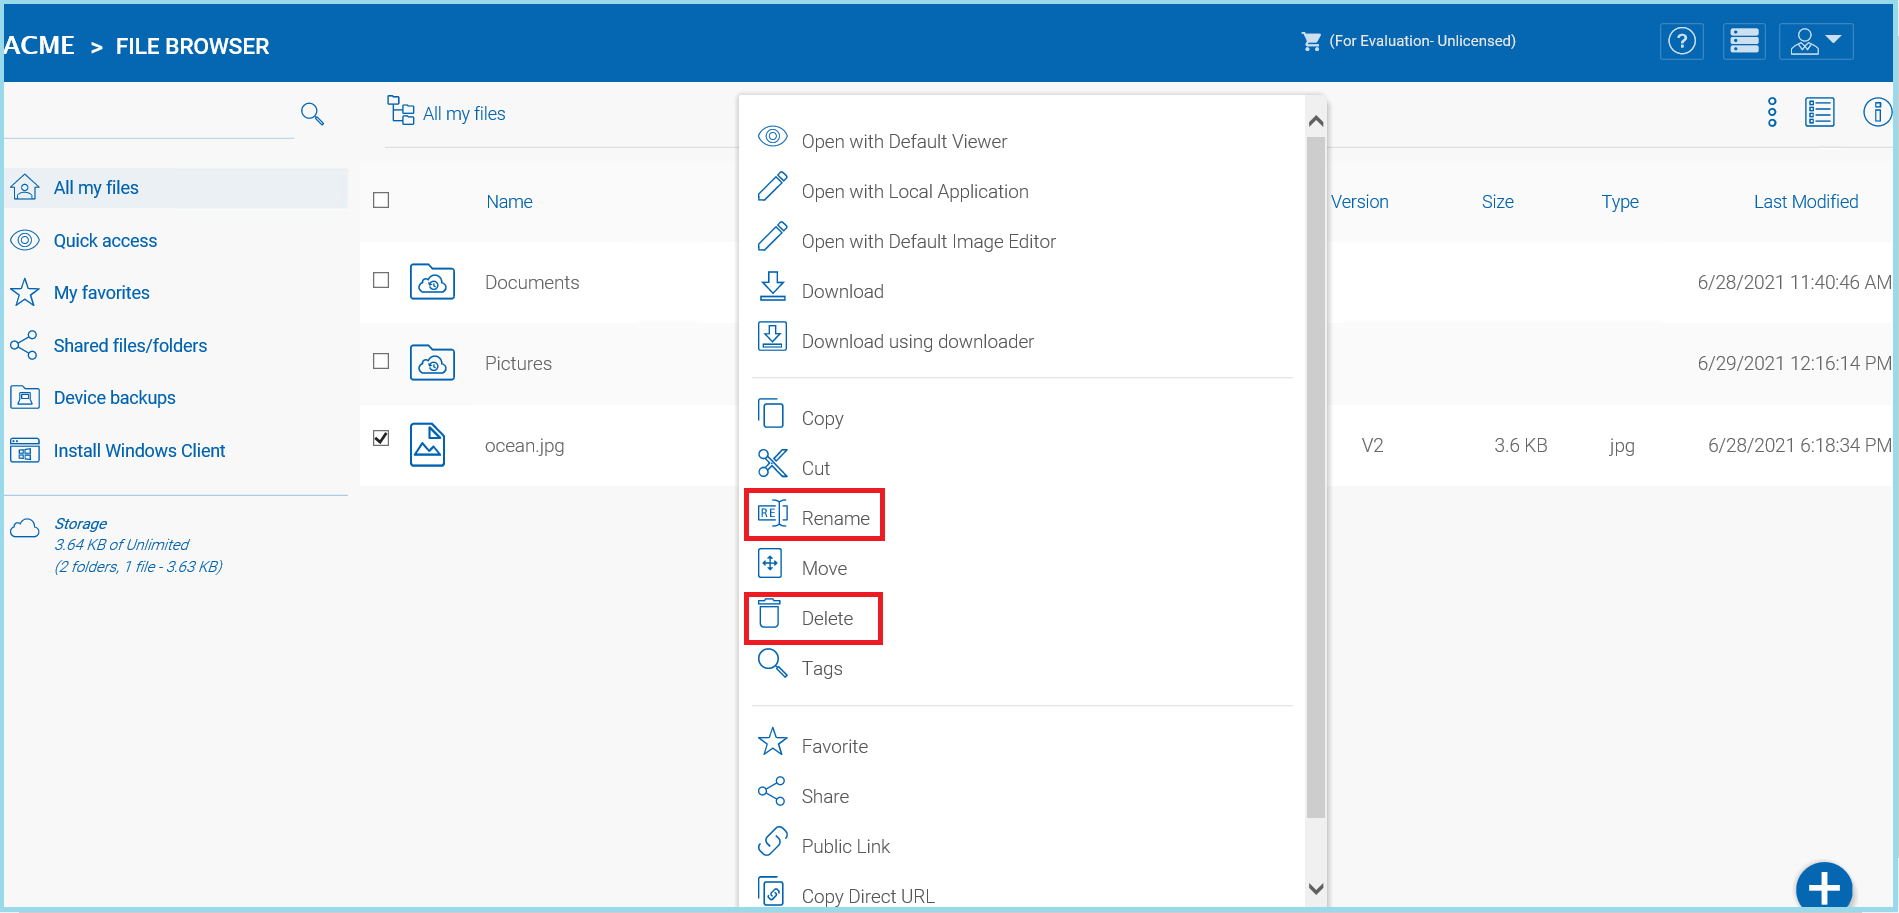 ACME > FILE BROWSER
(For Evaluation- Unlicensed)
All my files
Quick access
My favorites
Shared files/folders
Device backups
Install Windows Client
Storage
3.64 KB of Unlimited
(2 folders, 1 file - 3.63 KB)
All my files
Name Version Size Type Last Modified
Documents 6/28/2021 11:40:46 AM
Pictures 6/29/2021 12:16:14 PM
ocean.jpg V2 3.6 KB jpg 6/28/2021 6:18:34 PM
Open with Default Viewer
Open with Local Application
Open with Default Image Editor
Download
Download using downloader
Copy
Cut
RE Rename
Move
Delete
Tags
Favorite
Share
Public Link
Copy Direct URL